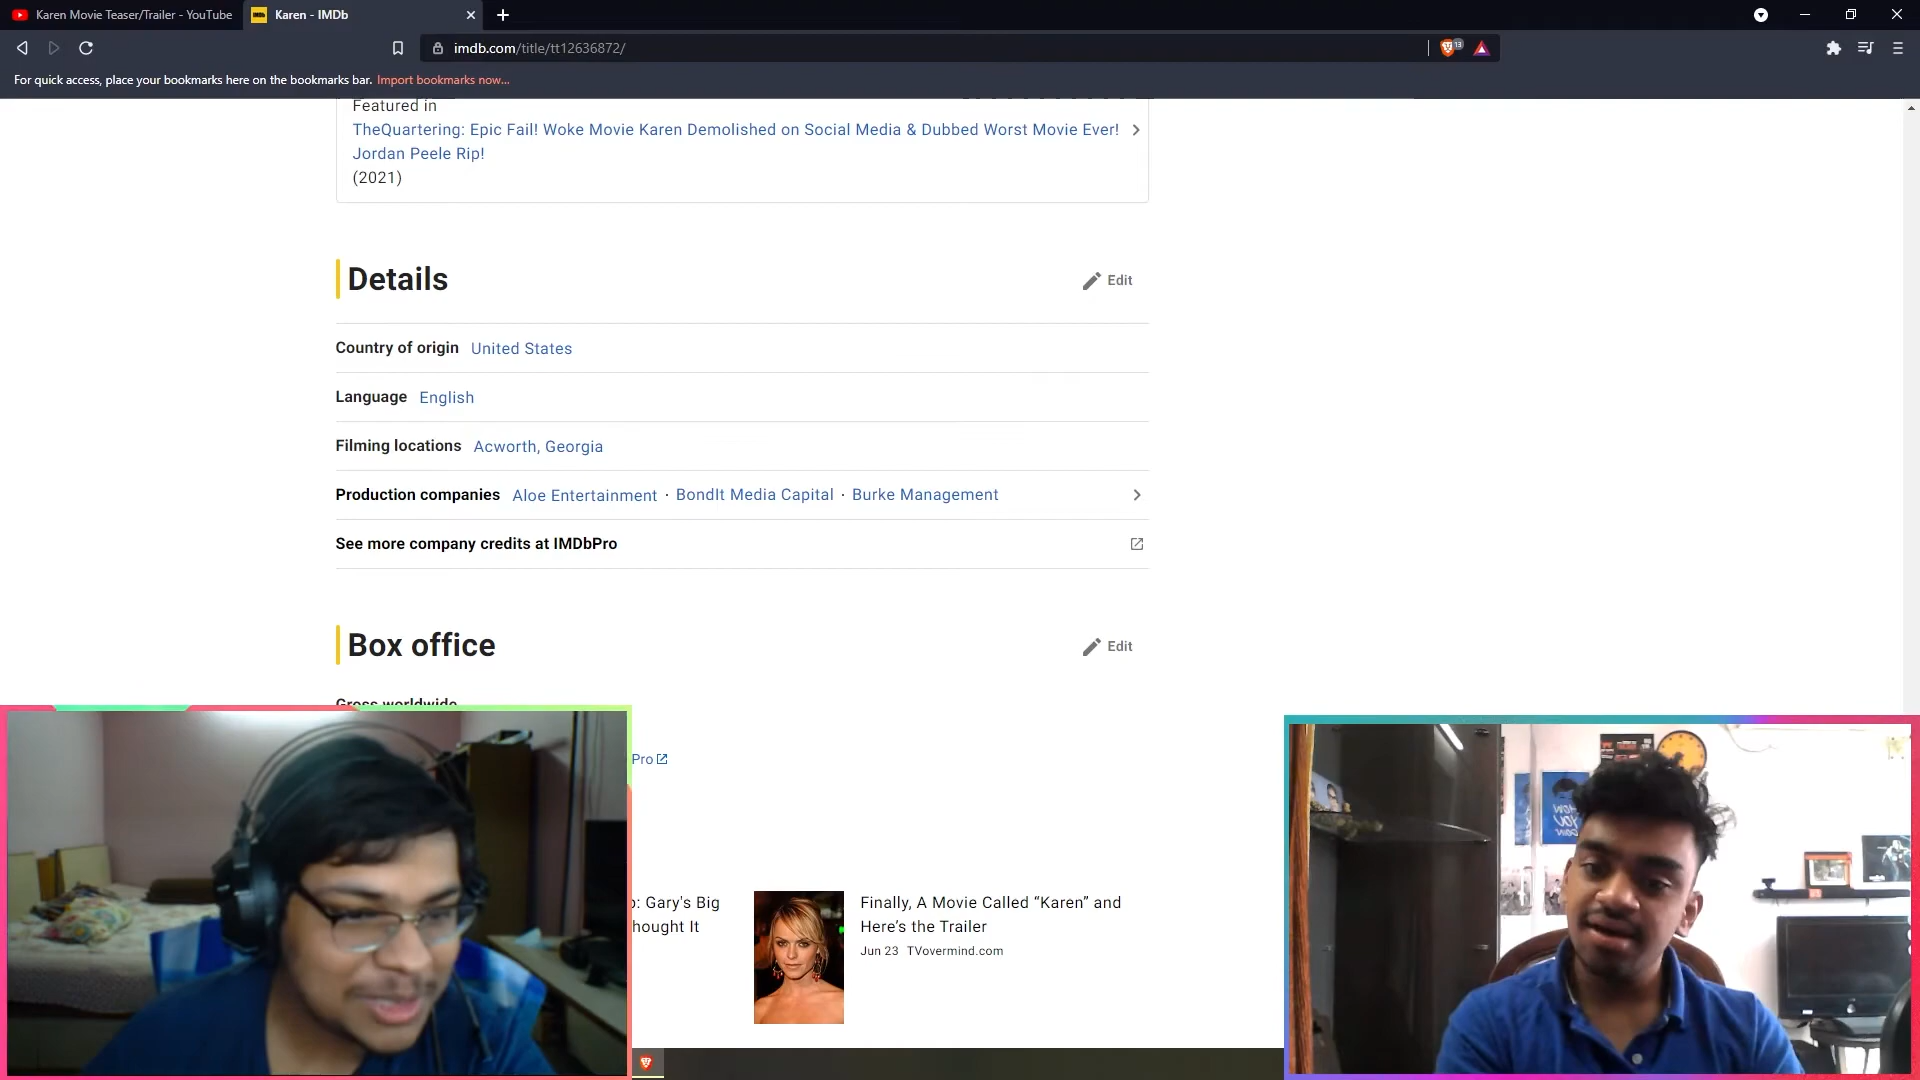 Karen Movie Teaser/Trailer - YouTube
Karen - IMDb
imdb.com/title/tt12636872/
13
For quick access, place your bookmarks here on the bookmarks bar. Import bookmarks now...
Featured in
TheQuartering: Epic Fail! Woke Movie Karen Demolished on Social Media & Dubbed Worst Movie Ever!
Jordan Peele Rip!
(2021)
Details
Edit
Country of origin United States
Language English
Filming locations Acworth, Georgia
Production companies Aloe Entertainment · BondIt Media Capital · Burke Management
See more company credits at IMDbPro
Box office
Edit
Gross worldwide
Pro
: Gary's Big
hought It
Finally, A Movie Called “Karen” and
Here's the Trailer
Jun 23 TVovermind.com